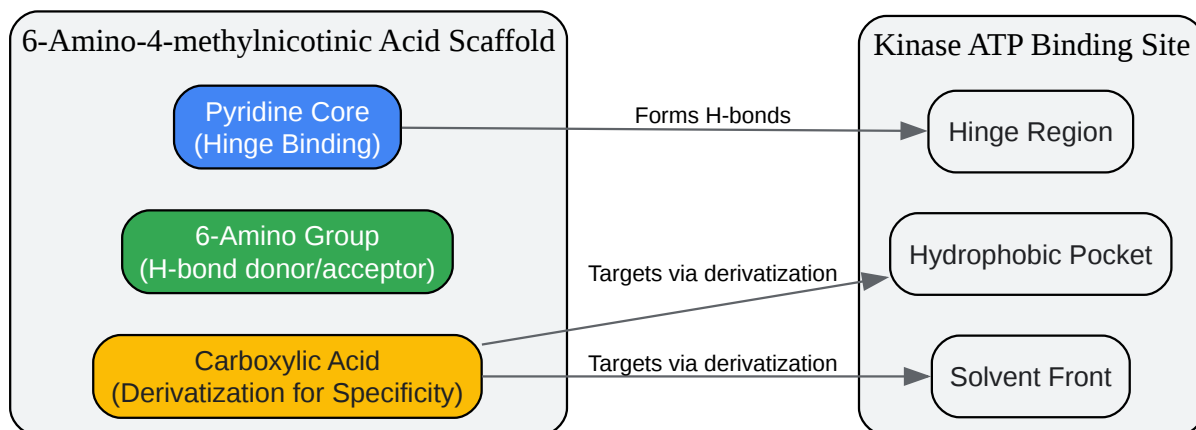 6-Amino-4-methylnicotinic Acid Scaffold
Pyridine Core
(Hinge Binding)
6-Amino Group
(H-bond donor/acceptor)
Carboxylic Acid
(Derivatization for Specificity)
Forms H-bonds
Targets via derivatization
Targets via derivatization
Kinase ATP Binding Site
Hinge Region
Hydrophobic Pocket
Solvent Front